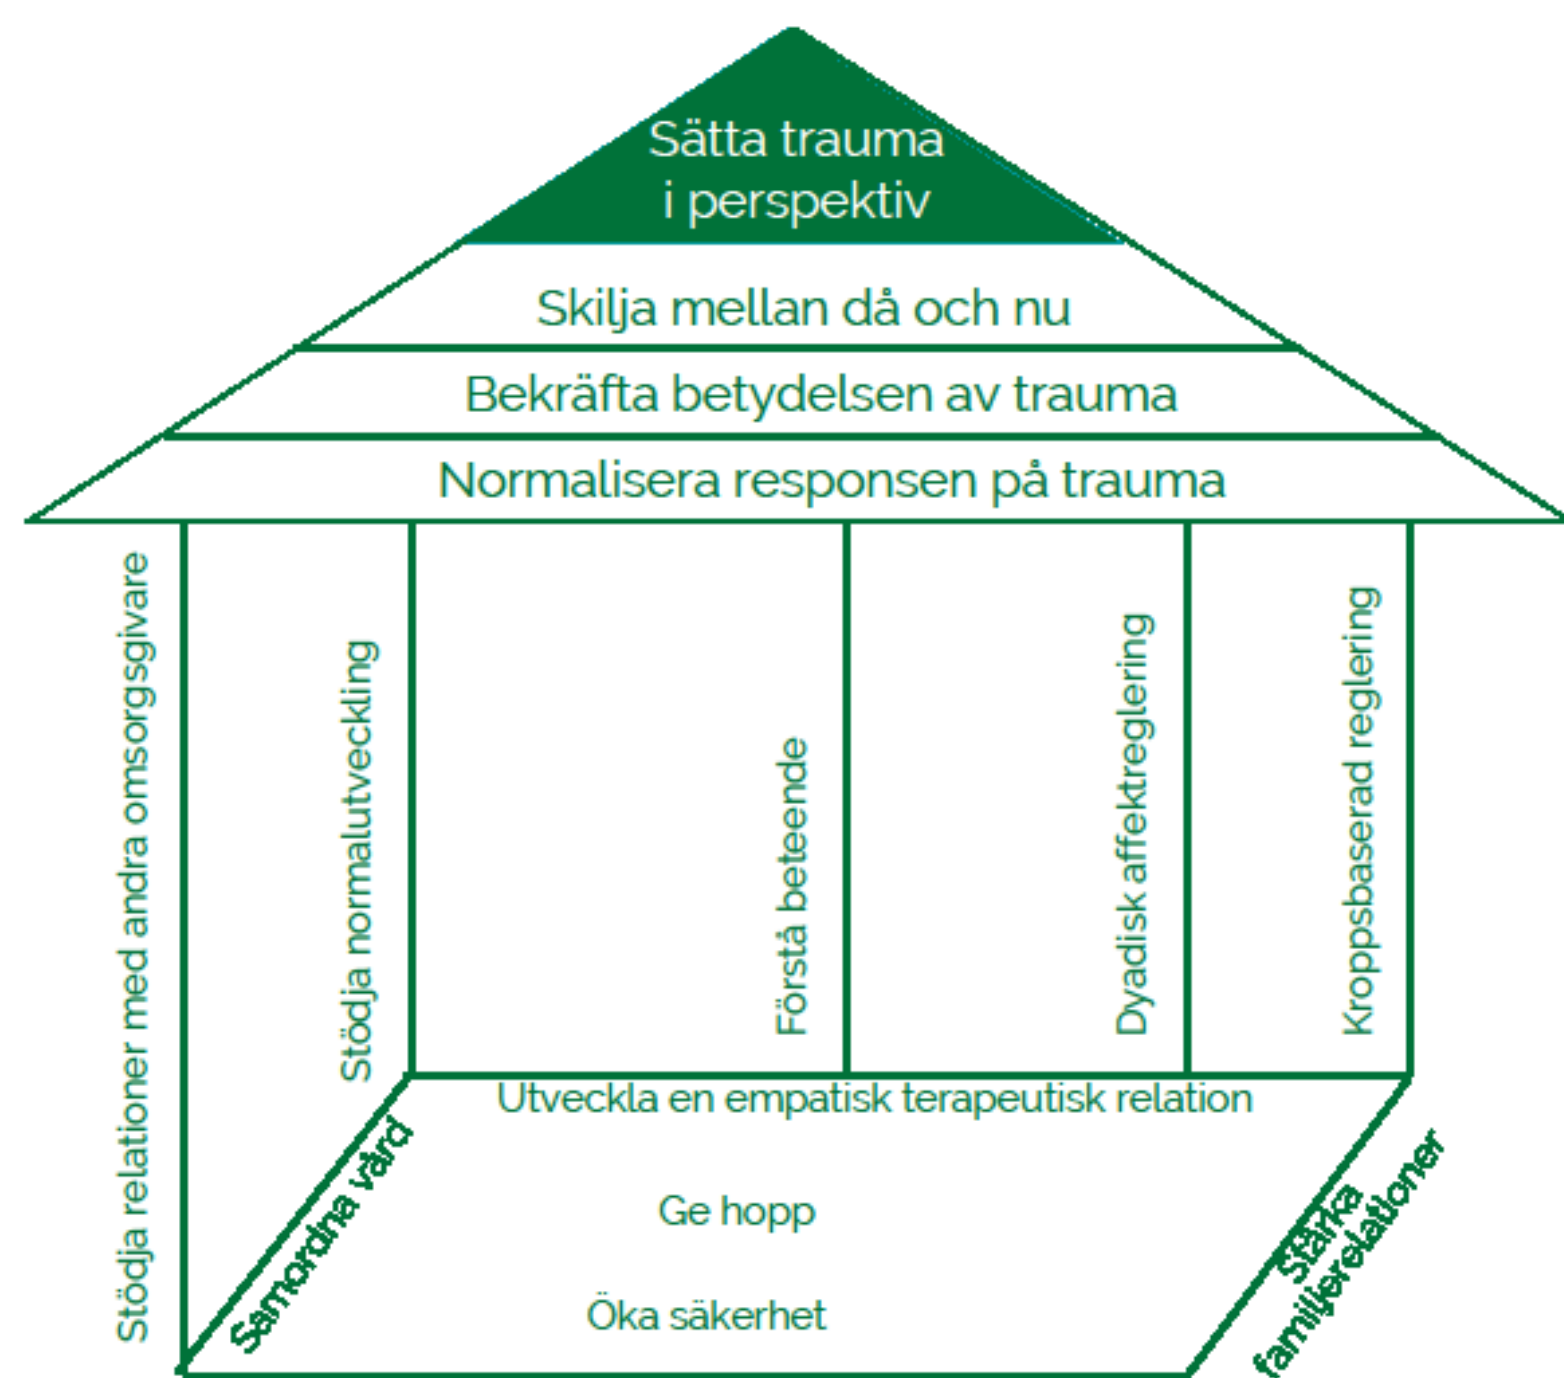 Sätta trauma
i perspektiv
Skilja mellan då och nu
Bekräfta betydelsen av trauma
Normalisera responsen på trauma
Stödja relationer med andra omsorgsgivare
Stödja normalutveckling
Förstå beteende
Dyadisk affektreglering
Kroppsbaserad reglering
Utveckla en empatisk terapeutisk relation
Samordna vård
Ge hopp
Stärka
familjerelationer
Öka säkerhet